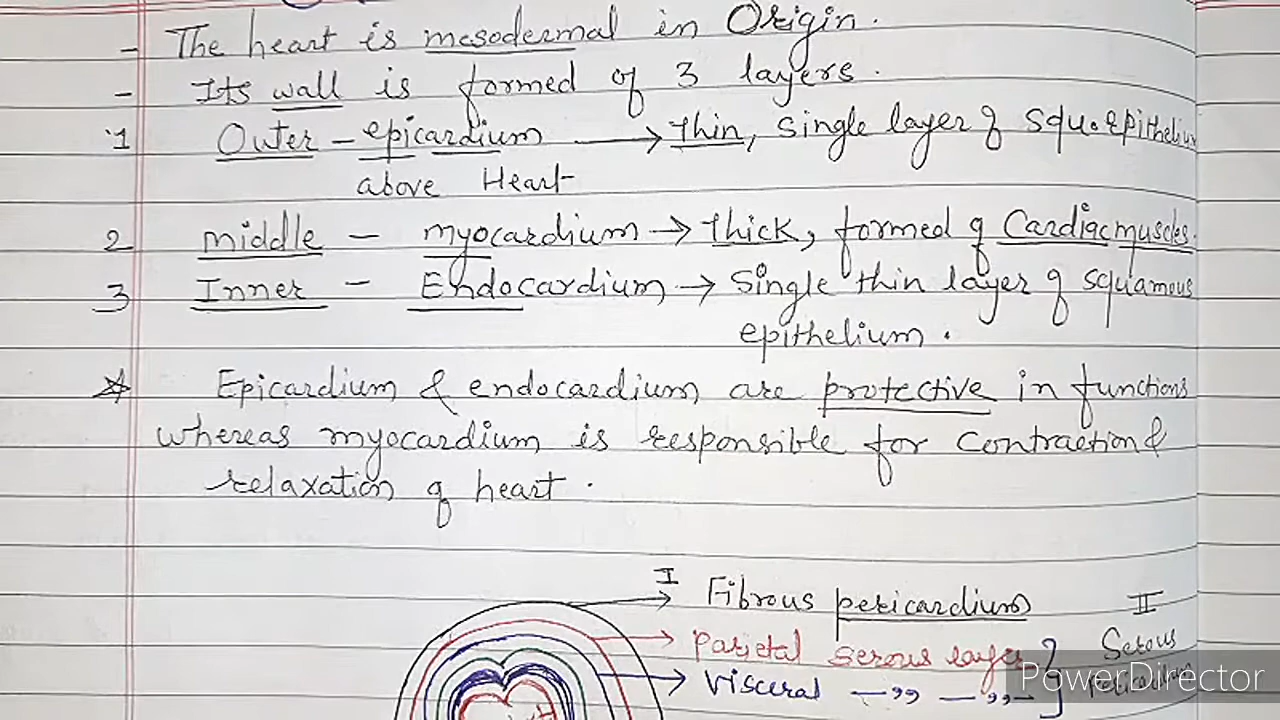 - The heart is mesodermal in Origin.
- Its wall is formed of 3 layers.
1 Outer - epicardium → thin, single layer of squ. epithelium
above Heart
2 middle - myocardium → thick, formed of Cardiac muscles.
3 Inner - Endocardium → Single thin layer of squamous
epithelium.
☆ Epicardium & endocardium are protective in functions
whereas myocardium is responsible for contraction &
relaxation of heart.
I Fibrous pericardium II
Parietal serous layer } Serous
Visceral —,, —,,—
PowerDirector